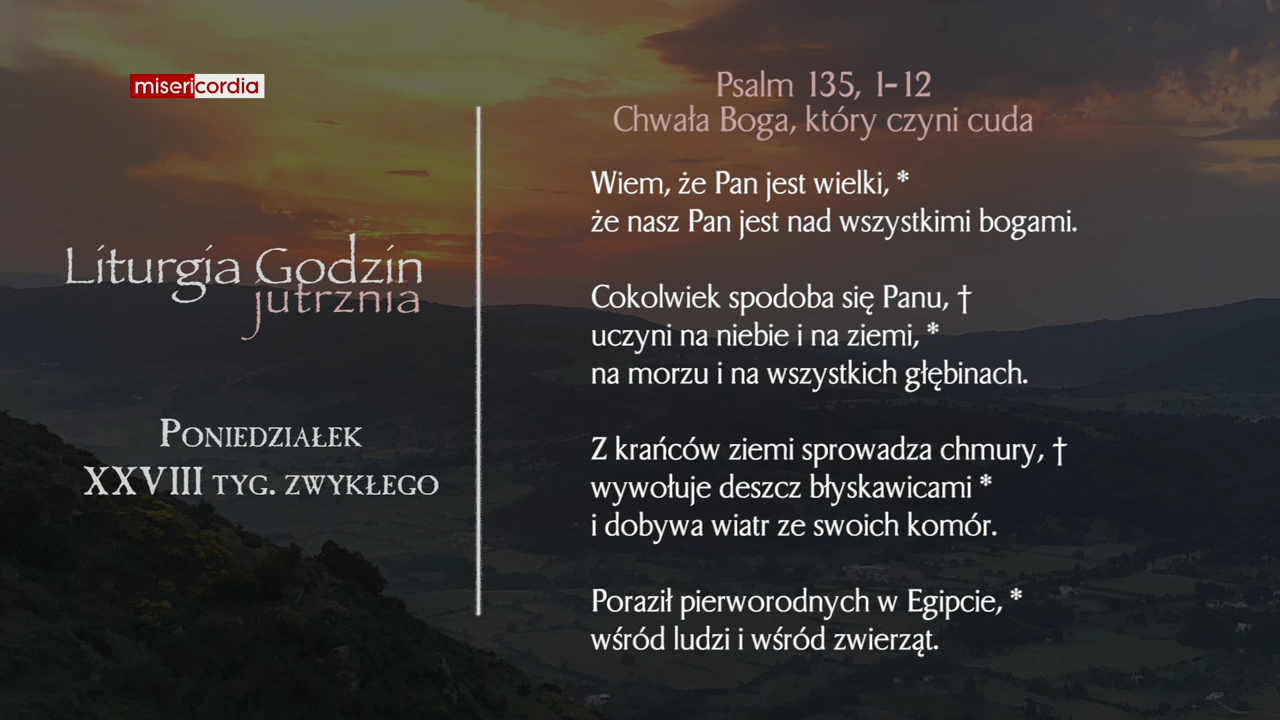 misericordia
Liturgia Godzin
jutrznia
Poniedziałek
XXVIII tyg. zwykłego
Psalm 135, 1-12
Chwała Boga, który czyni cuda
Wiem, że Pan jest wielki, *
że nasz Pan jest nad wszystkimi bogami.
Cokolwiek spodoba się Panu, †
uczyni na niebie i na ziemi, *
na morzu i na wszystkich głębinach.
Z krańców ziemi sprowadza chmury, †
wywołuje deszcz błyskawicami *
i dobywa wiatr ze swoich komór.
Poraził pierworodnych w Egipcie, *
wśród ludzi i wśród zwierząt.